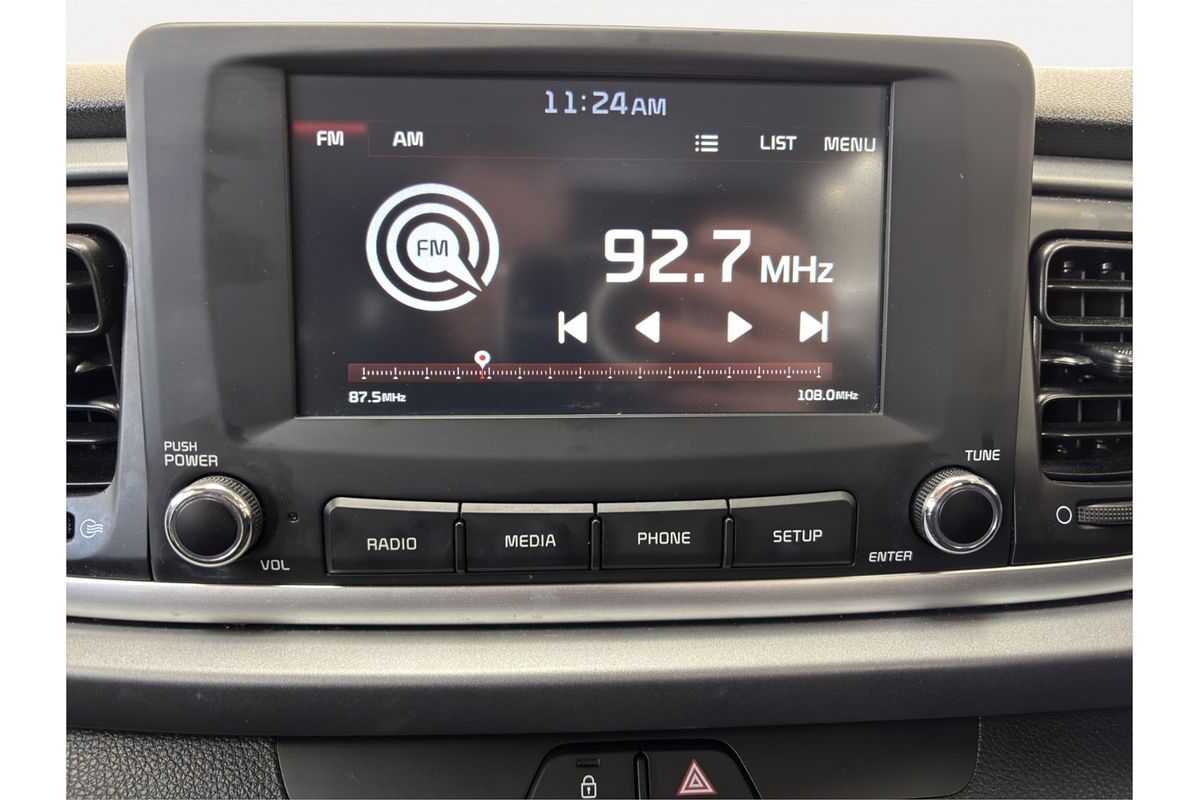 11:24AM
FM AM LIST MENU
FM
92.7 MHz
87.5MHz 108.0MHz
PUSH
POWER
TUNE
RADIO MEDIA PHONE SETUP
VOL
ENTER